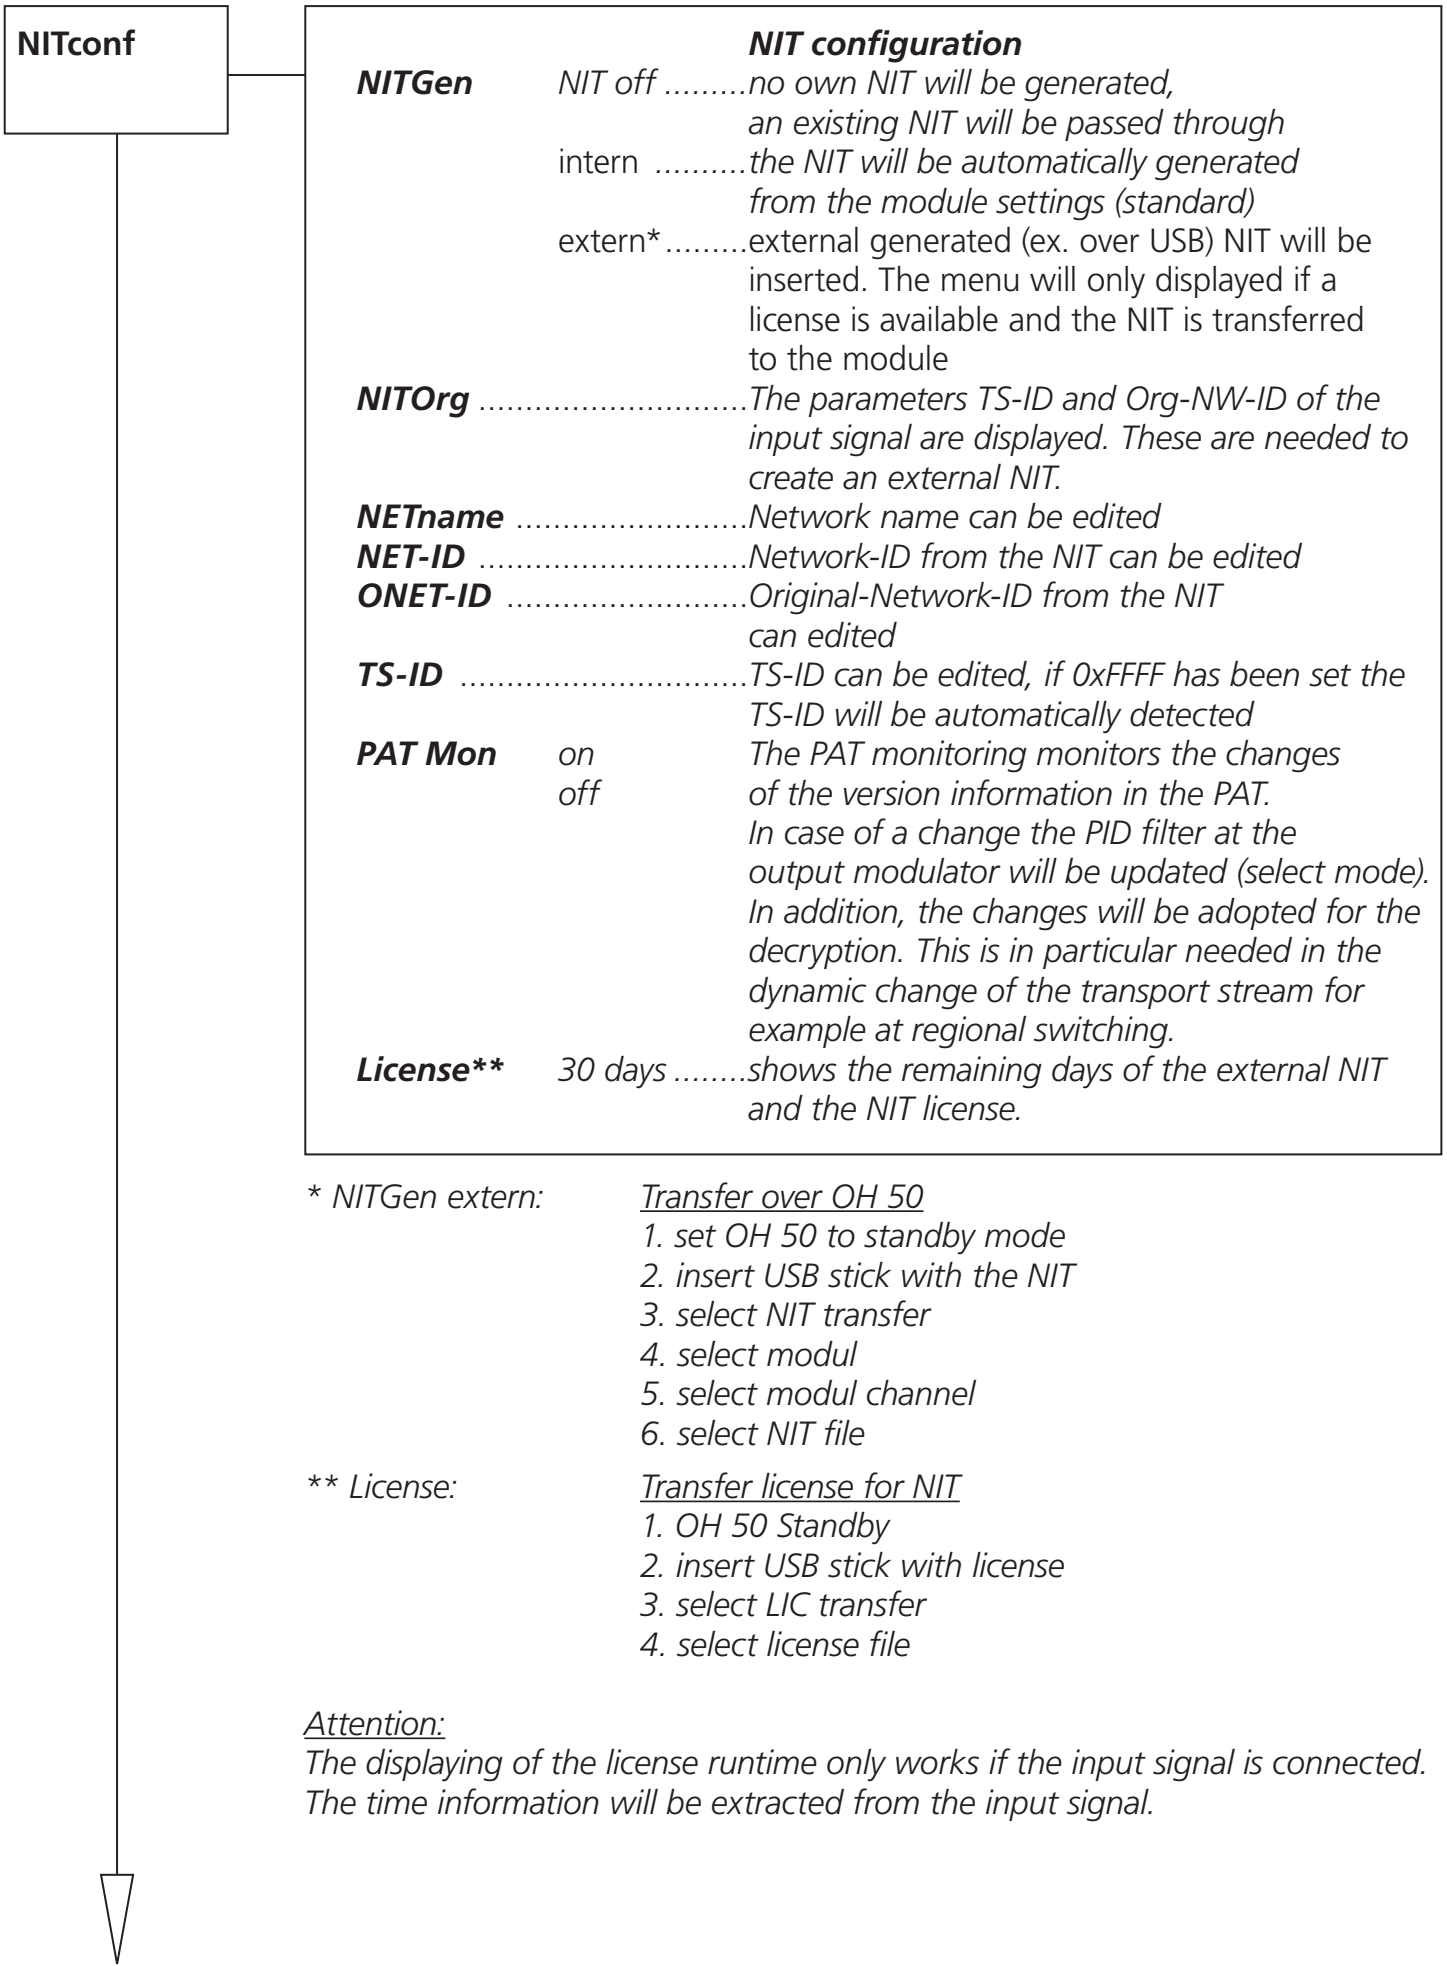 NITconf
NIT configuration
NITGen NIT off .........no own NIT will be generated,
an existing NIT will be passed through
intern ..........the NIT will be automatically generated
from the module settings (standard)
extern* .........external generated (ex. over USB) NIT will be
inserted. The menu will only displayed if a
license is available and the NIT is transferred
to the module
NITOrg .............................The parameters TS-ID and Org-NW-ID of the
input signal are displayed. These are needed to
create an external NIT.
NETname .........................Network name can be edited
NET-ID .............................Network-ID from the NIT can be edited
ONET-ID ..........................Original-Network-ID from the NIT
can edited
TS-ID ...............................TS-ID can be edited, if 0xFFFF has been set the
TS-ID will be automatically detected
PAT Mon on The PAT monitoring monitors the changes
off of the version information in the PAT.
In case of a change the PID filter at the
output modulator will be updated (select mode).
In addition, the changes will be adopted for the
decryption. This is in particular needed in the
dynamic change of the transport stream for
example at regional switching.
License** 30 days ........shows the remaining days of the external NIT
and the NIT license.
* NITGen extern: Transfer over OH 50
1. set OH 50 to standby mode
2. insert USB stick with the NIT
3. select NIT transfer
4. select modul
5. select modul channel
6. select NIT file
** License: Transfer license for NIT
1. OH 50 Standby
2. insert USB stick with license
3. select LIC transfer
4. select license file
Attention:
The displaying of the license runtime only works if the input signal is connected.
The time information will be extracted from the input signal.